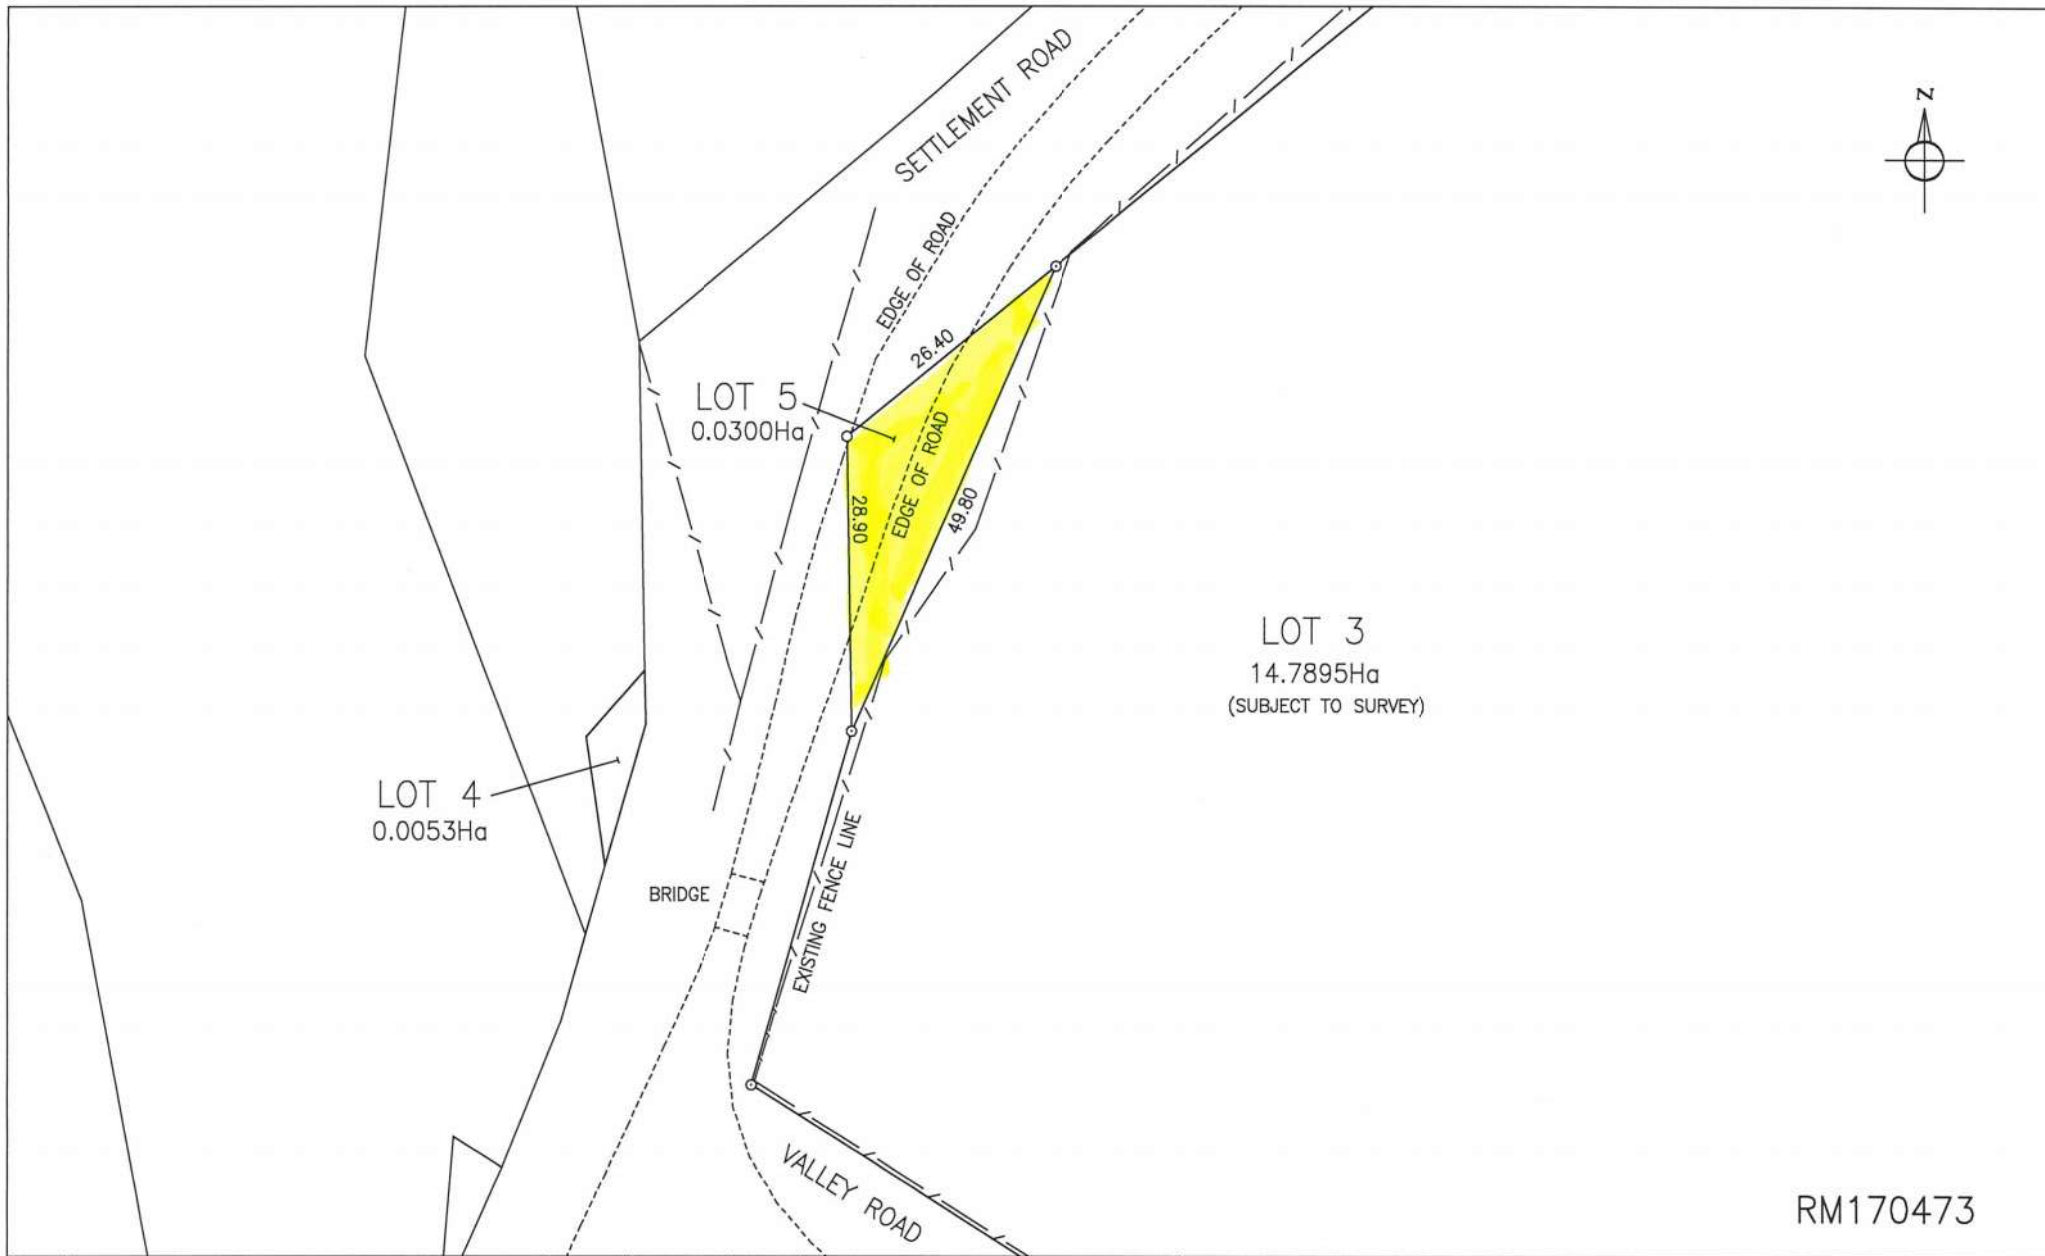 SETTLEMENT ROAD
N
EDGE OF ROAD
26.40
LOT 5
0.0300Ha
28.90
EDGE OF ROAD
49.80
LOT 3
14.7895Ha
(SUBJECT TO SURVEY)
LOT 4
0.0053Ha
BRIDGE
EXISTING FENCE LINE
VALLEY ROAD
RM170473